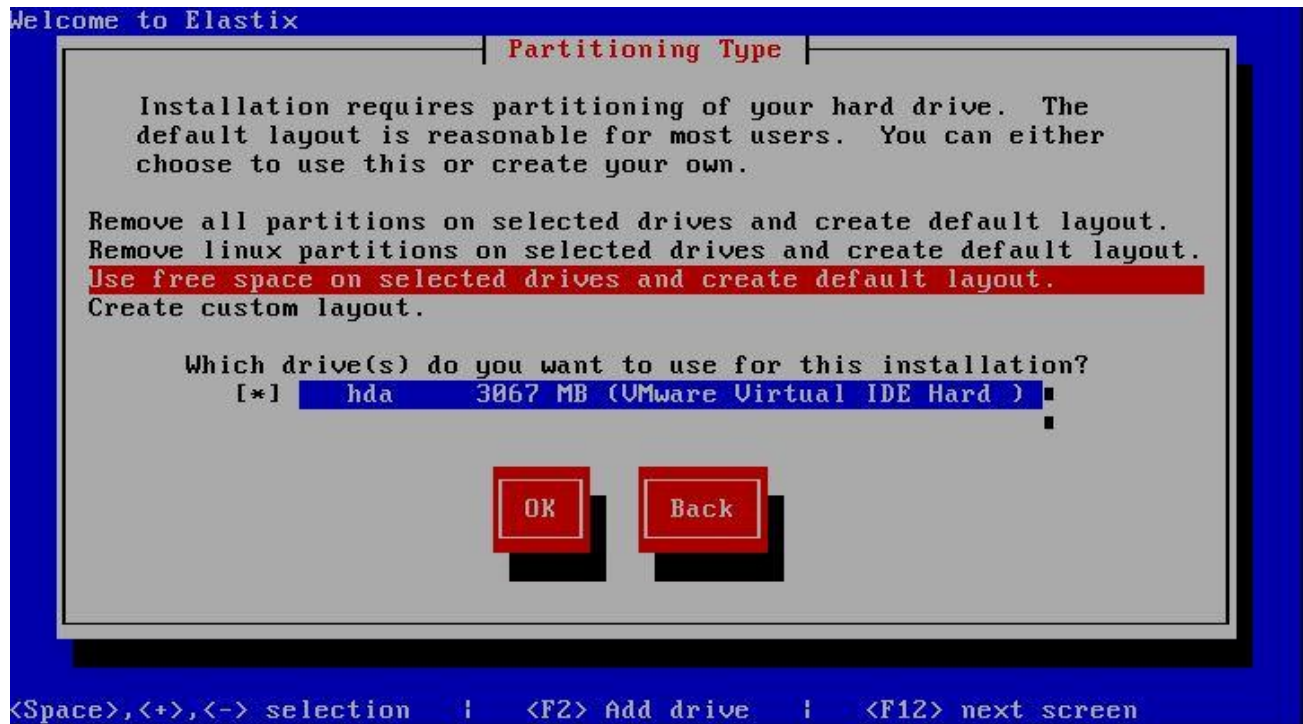 Welcome to Elastix
Partitioning Type
Installation requires partitioning of your hard drive. The
default layout is reasonable for most users. You can either
choose to use this or create your own.
Remove all partitions on selected drives and create default layout.
Remove linux partitions on selected drives and create default layout.
Use free space on selected drives and create default layout.
Create custom layout.
Which drive(s) do you want to use for this installation?
[*] hda 3067 MB (VMware Virtual IDE Hard )
OK Back
<Space>,<+>,<-> selection | <F2> Add drive | <F12> next screen